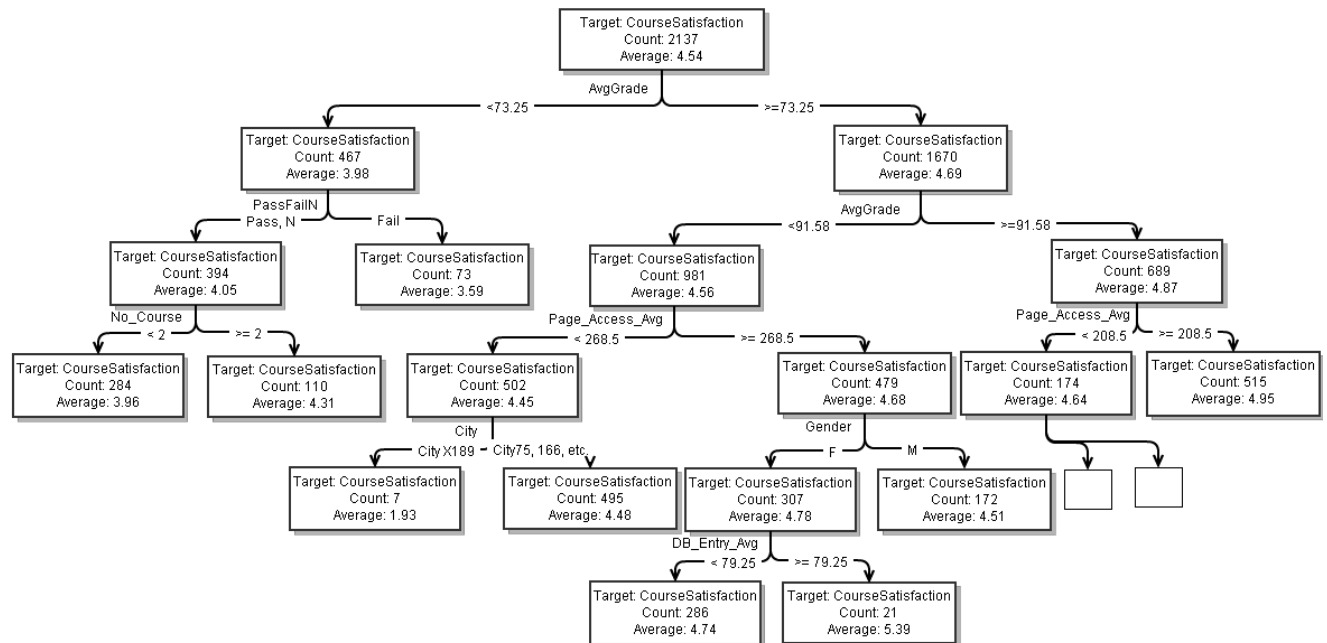 Target: CourseSatisfaction
Count: 2137
Average: 4.54
AvgGrade
<73.25
>=73.25
Target: CourseSatisfaction
Count: 467
Average: 3.98
Target: CourseSatisfaction
Count: 1670
Average: 4.69
PassFailN
Pass, N
Fail
AvgGrade
<91.58
>=91.58
Target: CourseSatisfaction
Count: 394
Average: 4.05
Target: CourseSatisfaction
Count: 73
Average: 3.59
Target: CourseSatisfaction
Count: 981
Average: 4.56
Target: CourseSatisfaction
Count: 689
Average: 4.87
No_Course
< 2
>= 2
Page_Access_Avg
< 268.5
>= 268.5
Page_Access_Avg
< 208.5
>= 208.5
Target: CourseSatisfaction
Count: 284
Average: 3.96
Target: CourseSatisfaction
Count: 110
Average: 4.31
Target: CourseSatisfaction
Count: 502
Average: 4.45
Target: CourseSatisfaction
Count: 479
Average: 4.68
Target: CourseSatisfaction
Count: 174
Average: 4.64
Target: CourseSatisfaction
Count: 515
Average: 4.95
City
City X189
City75, 166, etc.
Gender
F
M
Target: CourseSatisfaction
Count: 7
Average: 1.93
Target: CourseSatisfaction
Count: 495
Average: 4.48
Target: CourseSatisfaction
Count: 307
Average: 4.78
Target: CourseSatisfaction
Count: 172
Average: 4.51
DB_Entry_Avg
< 79.25
>= 79.25
Target: CourseSatisfaction
Count: 286
Average: 4.74
Target: CourseSatisfaction
Count: 21
Average: 5.39